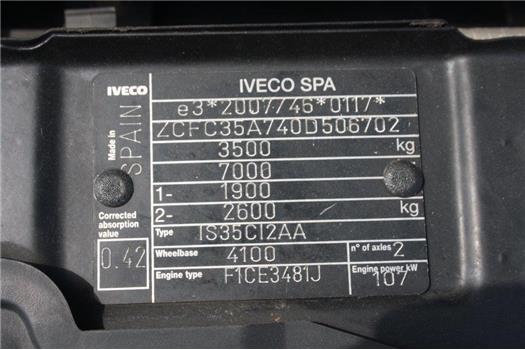 IVECO
IVECO SPA
Made in
SPAIN
e3*2007/46*0117*
ZCFC35A740D506702
3500 kg
7000
1- 1900
2- 2600 kg
Corrected absorption value
0.42
Type IS35CI2AA
Wheelbase 4100 n° of axles 2
Engine type F1CE3481J Engine power kW 107